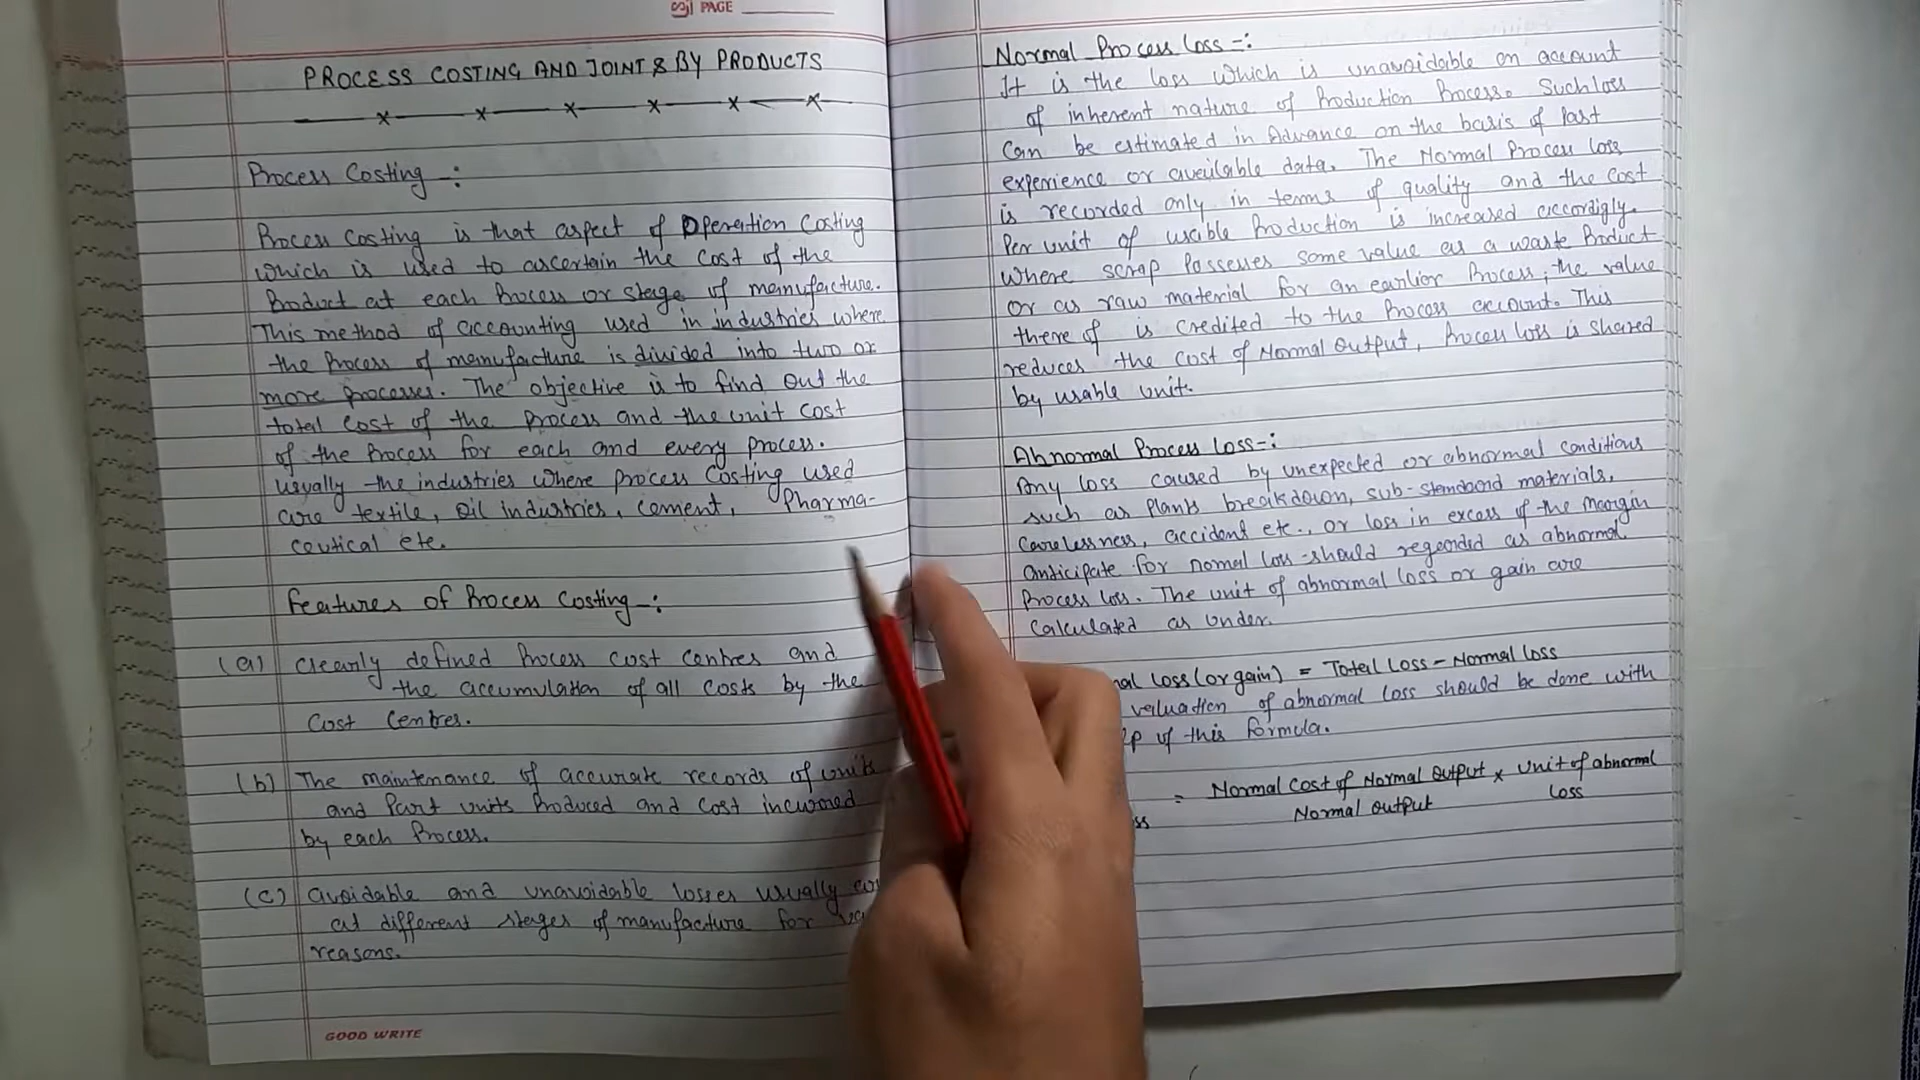 PAGE
PROCESS COSTING AND JOINT & BY PRODUCTS
Process Costing -:
Process Costing is that aspect of Operation Costing
which is used to ascertain the cost of the
Product at each Process or stage of manufacture.
This method of accounting used in industries where
the Process of manufacture is divided into two or
more processes. The objective is to find out the
total cost of the process and the unit cost
of the Process for each and every process.
usually the industries where process costing used
are textile, oil industries, cement, Pharma-
ceutical etc.
Features of Process Costing -:
(a) Clearly defined Process cost centres and
the accumulation of all costs by the
Cost Centres.
(b) The maintenance of accurate records of units
and Part units Produced and cost incurred
by each Process.
(c) avoidable and unavoidable losses usually
at different stages of manufacture for
reasons.
GOOD WRITE
Normal Process Loss -:
It is the loss which is unavoidable on account
of inherent nature of Production Process. Such loss
can be estimated in Advance on the basis of Past
experience or available data. The Normal Process loss
is recorded only in terms of quality and the cost
Per unit of usible Production is increased accordigly.
Where scrap Possesses some value as a waste Product
or as raw material for an earlier Process, the value
there of is credited to the Process account. This
reduces the cost of Normal Output, Process loss is shared
by usable unit.
Abnormal Process Loss -:
Any loss caused by unexpected or abnormal conditions
such as plants breakdown, sub-standard materials,
carelessness, accident etc., or loss in excess of the margin
anticipate for normal loss should regarded as abnormal
Process loss. The unit of abnormal loss or gain are
Calculated as under.
nal Loss (or gain) = Total Loss - Normal loss
valuation of abnormal loss should be done with
lp of this formula.
= Normal Cost of Normal Output × Unit of abnormal
Normal Output Loss
ss